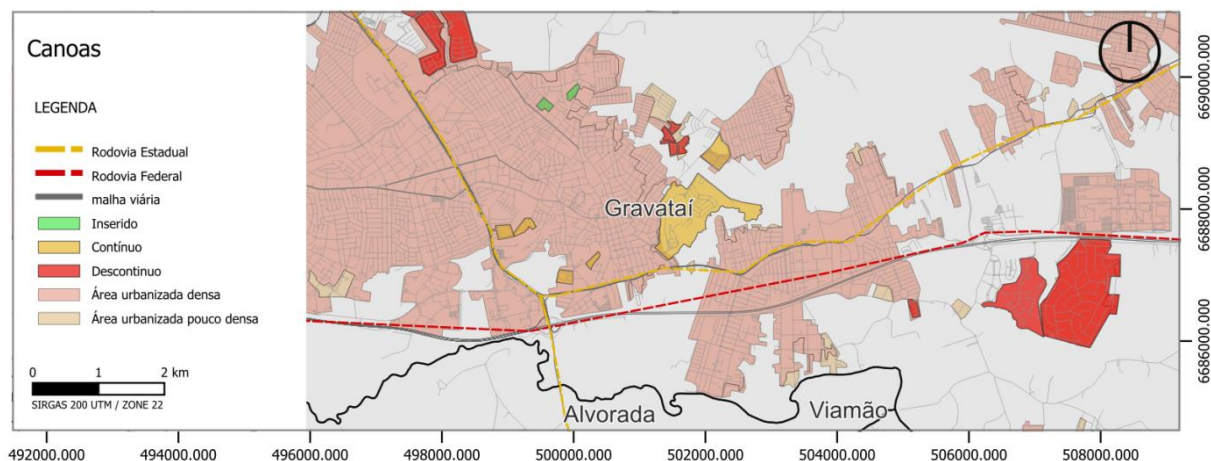 Canoas
LEGENDA
Rodovia Estadual
Rodovia Federal
malha viária
Inserido
Contínuo
Descontinuo
Área urbanizada densa
Área urbanizada pouco densa
0 1 2 km
SIRGAS 200 UTM / ZONE 22
Gravataí
Alvorada
Viamão
6690000.000
6688000.000
6686000.000
492000.000 494000.000 496000.000 498000.000 500000.000 502000.000 504000.000 506000.000 508000.000